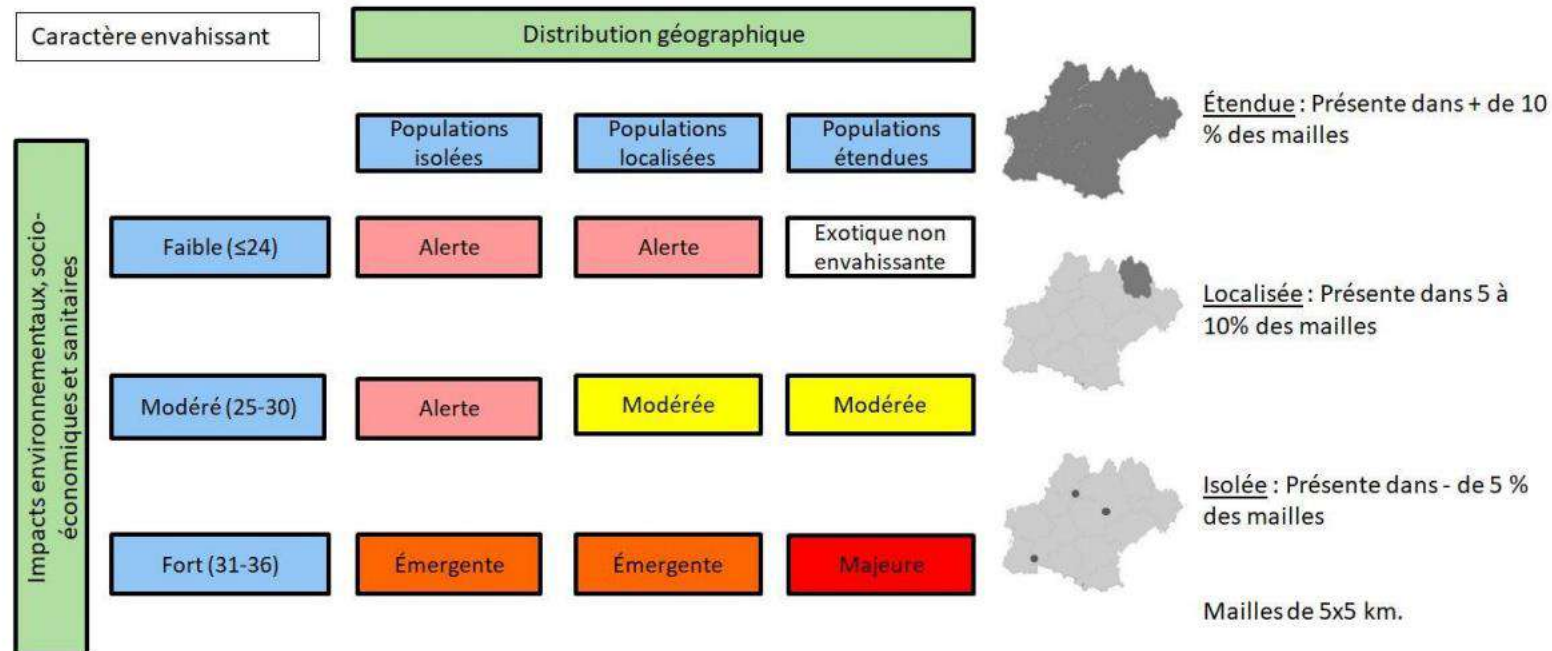 Caractère envahissant
Distribution géographique
Populations
isolées
Populations
localisées
Populations
étendues
Étendue : Présente dans + de 10
% des mailles
Impacts environnementaux, socio-
économiques et sanitaires
Faible (≤24)
Alerte
Alerte
Exotique non
envahissante
Localisée : Présente dans 5 à
10% des mailles
Modéré (25-30)
Alerte
Modérée
Modérée
Isolée : Présente dans - de 5 %
des mailles
Fort (31-36)
Émergente
Émergente
Majeure
Mailles de 5x5 km.